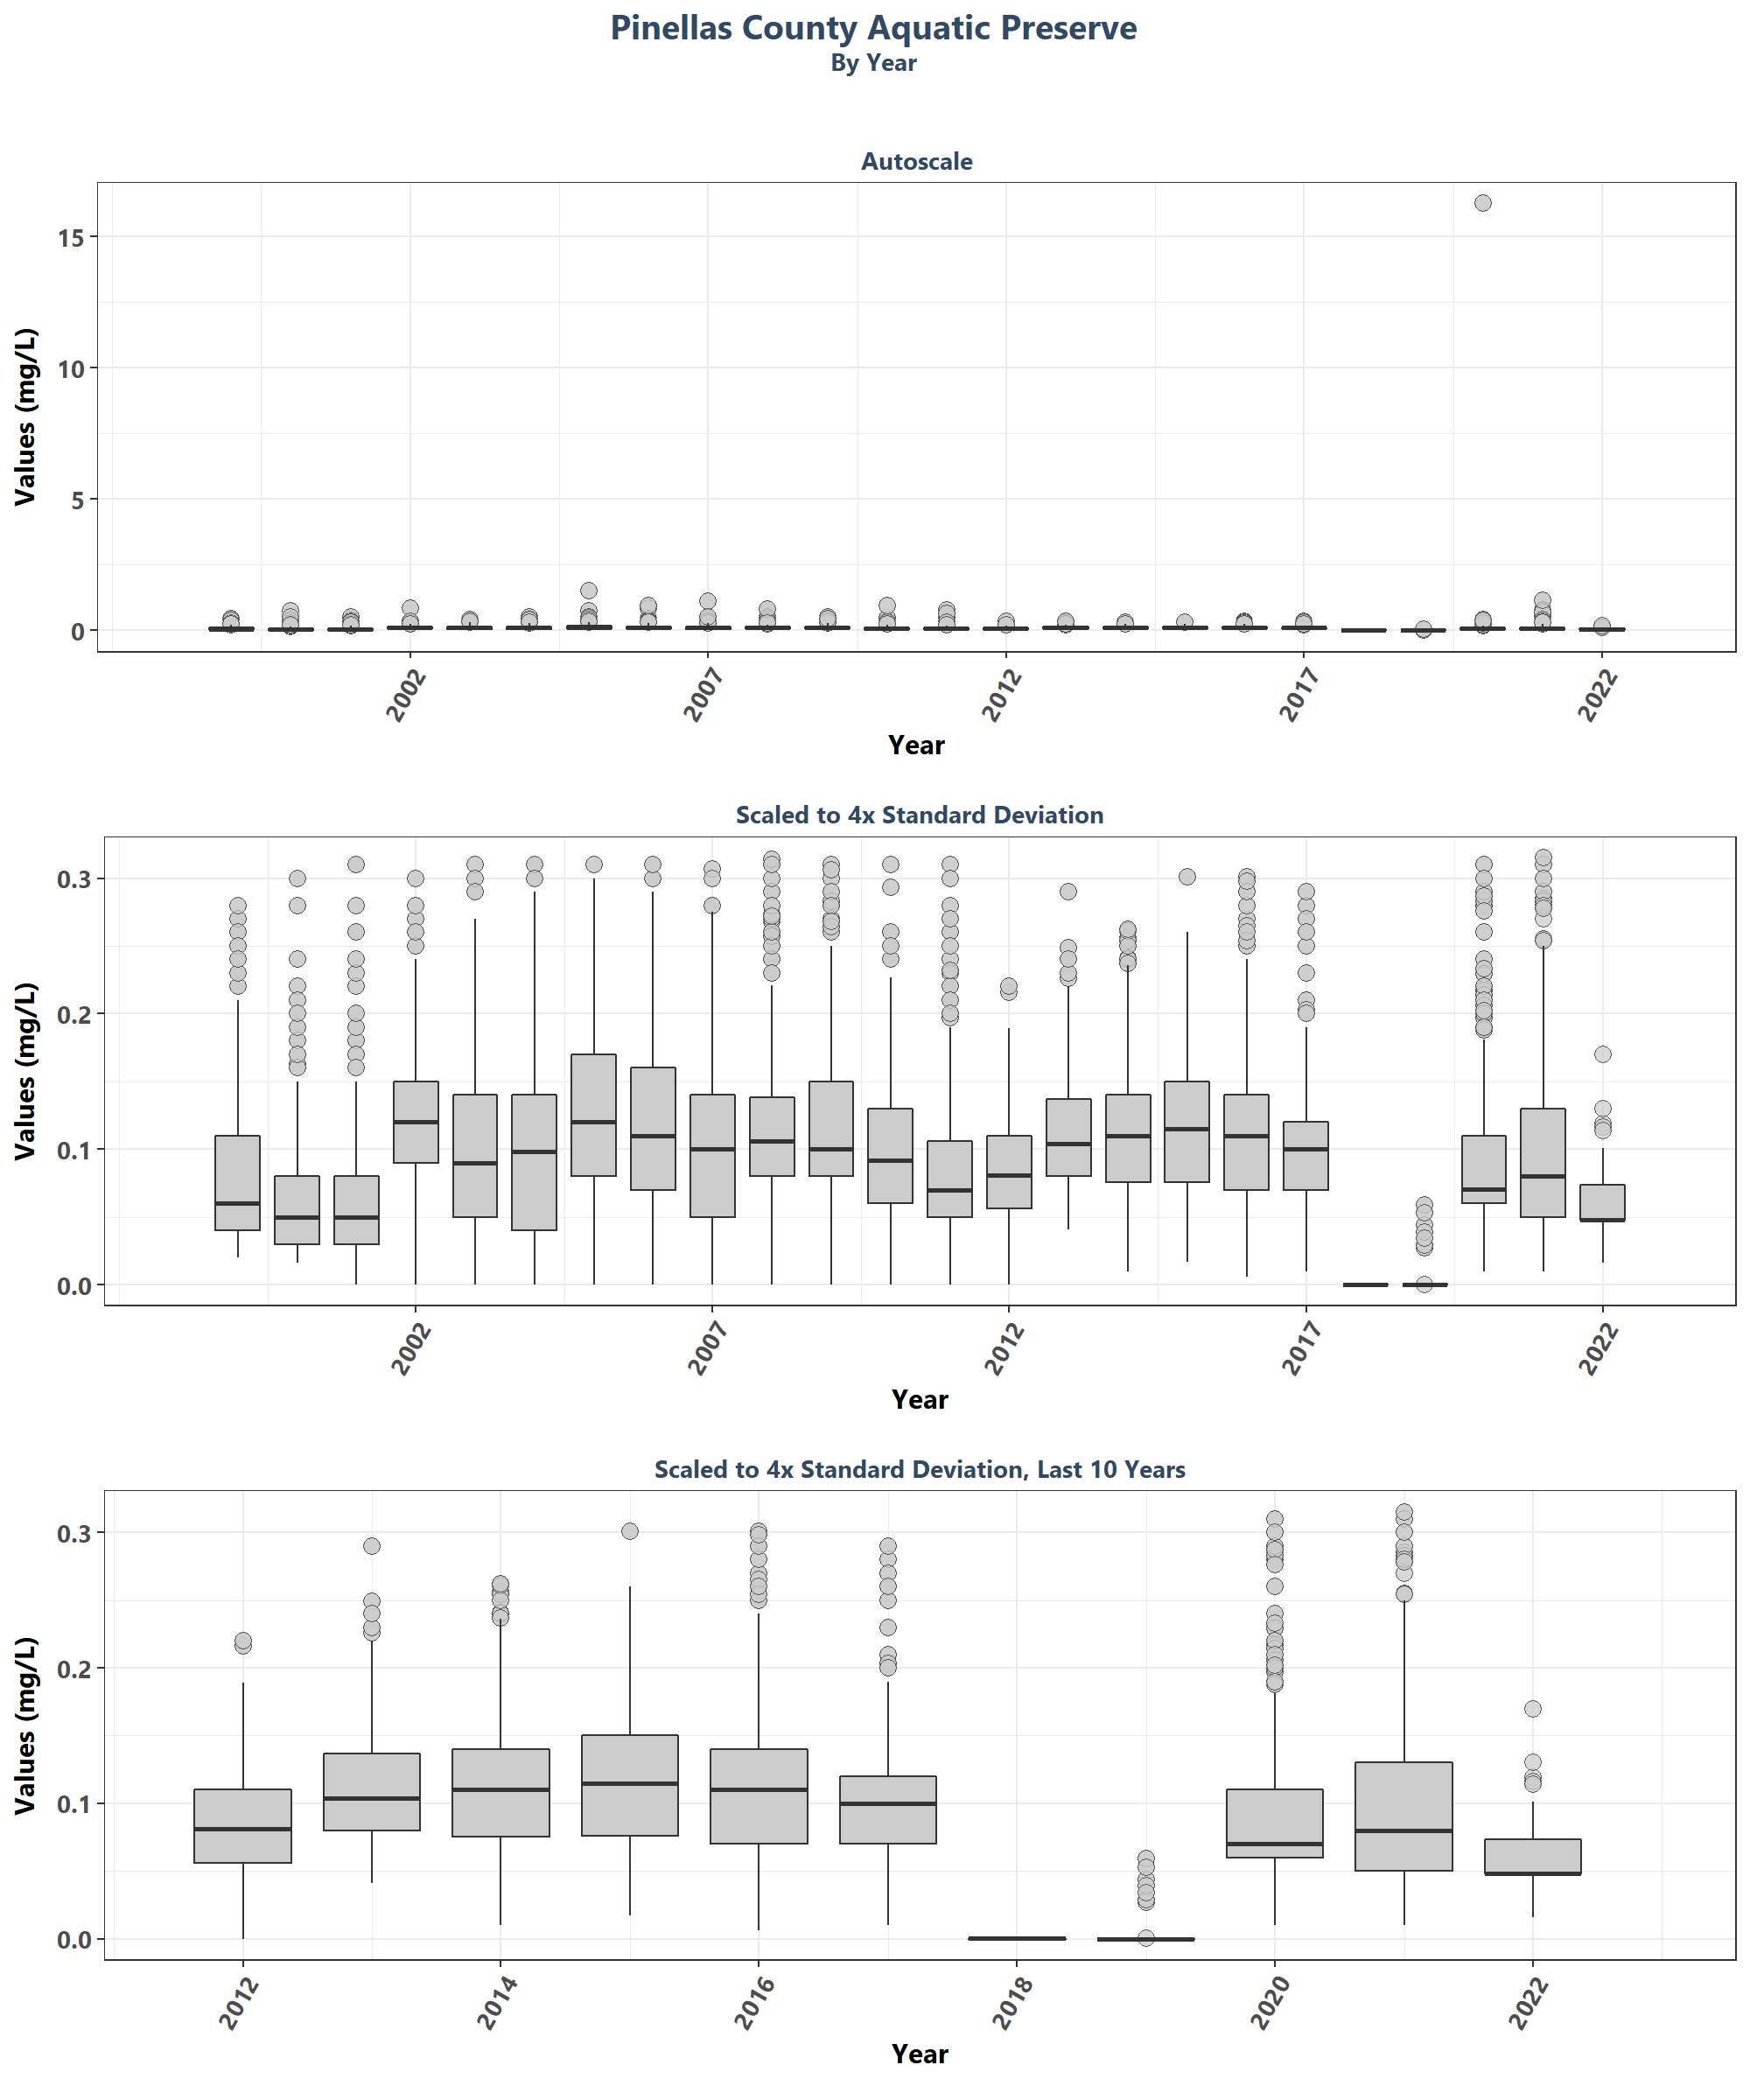 Pinellas County Aquatic Preserve
By Year
Autoscale
Values (mg/L)
15
10
5
0
2002 2007 2012 2017 2022
Year
Scaled to 4x Standard Deviation
Values (mg/L)
0.3
0.2
0.1
0.0
2002 2007 2012 2017 2022
Year
Scaled to 4x Standard Deviation, Last 10 Years
Values (mg/L)
0.3
0.2
0.1
0.0
2012 2014 2016 2018 2020 2022
Year